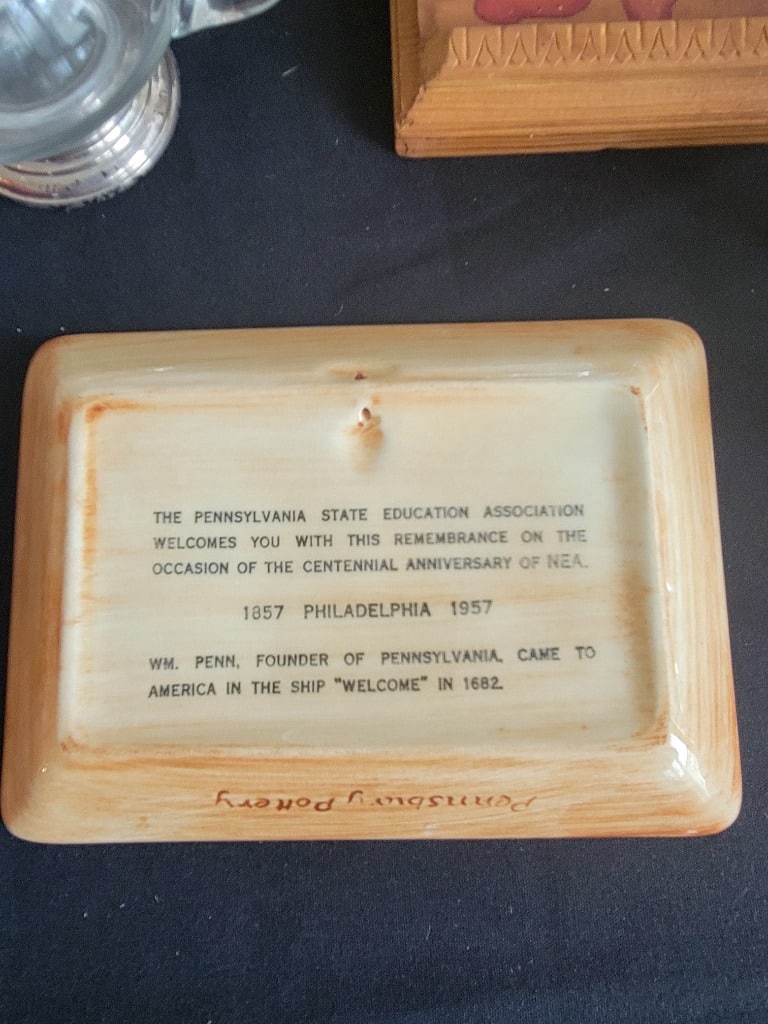 THE PENNSYLVANIA STATE EDUCATION ASSOCIATION
WELCOMES YOU WITH THIS REMEMBRANCE ON THE
OCCASION OF THE CENTENNIAL ANNIVERSARY OF NEA.
1857 PHILADELPHIA 1957
WM. PENN, FOUNDER OF PENNSYLVANIA, CAME TO
AMERICA IN THE SHIP "WELCOME" IN 1682.
Pennsbury Pottery